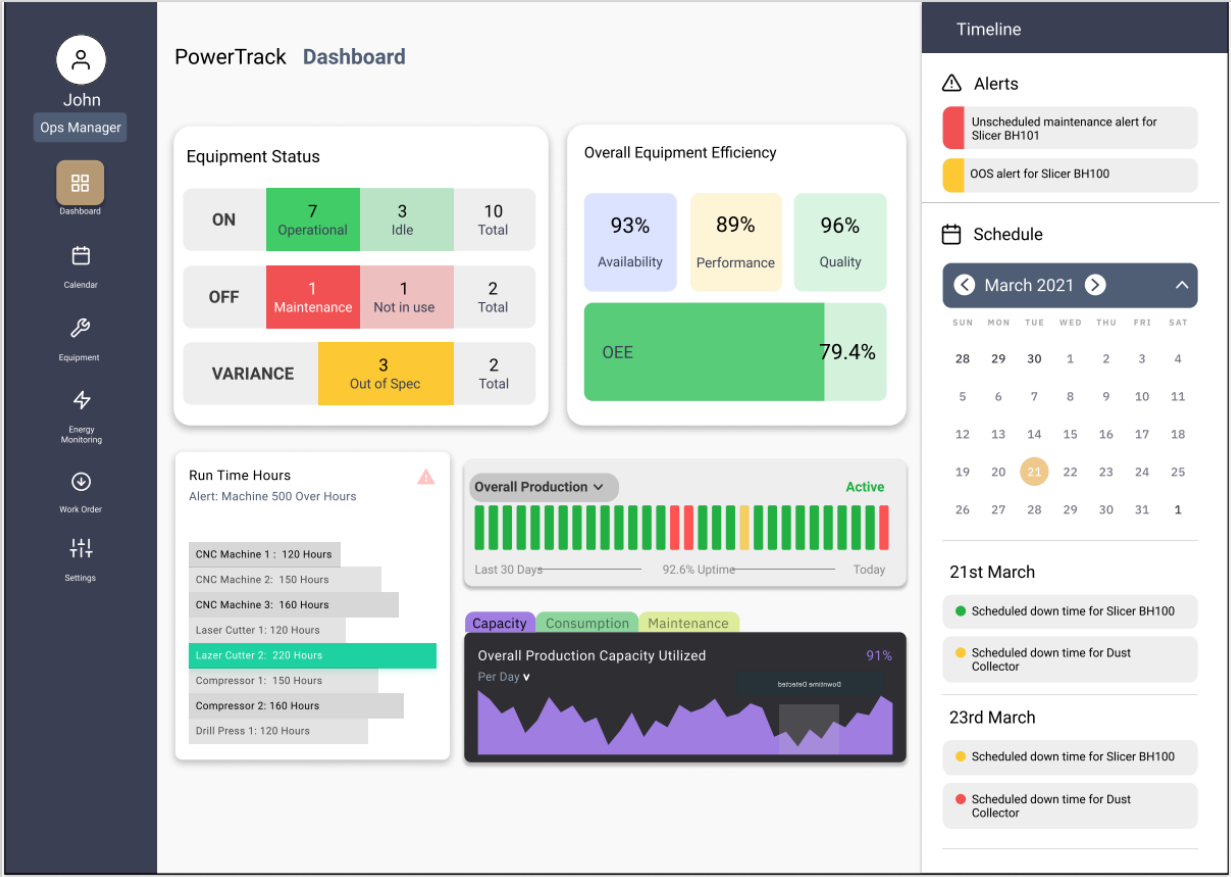 John
Ops Manager
Dashboard
Calendar
Equipment
Energy
Monitoring
Work Order
Settings
PowerTrack Dashboard
Equipment Status
ON
7
Operational
3
Idle
10
Total
OFF
1
Maintenance
1
Not in use
2
Total
VARIANCE
3
Out of Spec
2
Total
Overall Equipment Efficiency
93%
Availability
89%
Performance
96%
Quality
OEE
79.4%
Run Time Hours
Alert: Machine 500 Over Hours
CNC Machine 1 : 120 Hours
CNC Machine 2: 150 Hours
CNC Machine 3: 160 Hours
Laser Cutter 1: 120 Hours
Lazer Cutter 2: 220 Hours
Compressor 1: 150 Hours
Compressor 2: 160 Hours
Drill Press 1: 120 Hours
Overall Production
Active
Last 30 Days
92.6% Uptime
Today
Capacity
Consumption
Maintenance
Overall Production Capacity Utilized
91%
Per Day
Downtime Detected
Timeline
Alerts
Unscheduled maintenance alert for
Slicer BH101
OOS alert for Slicer BH100
Schedule
March 2021
SUN MON TUE WED THU FRI SAT
28 29 30 1 2 3 4
5 6 7 8 9 10 11
12 13 14 15 16 17 18
19 20 21 22 23 24 25
26 27 28 29 30 31 1
21st March
Scheduled down time for Slicer BH100
Scheduled down time for Dust
Collector
23rd March
Scheduled down time for Slicer BH100
Scheduled down time for Dust
Collector